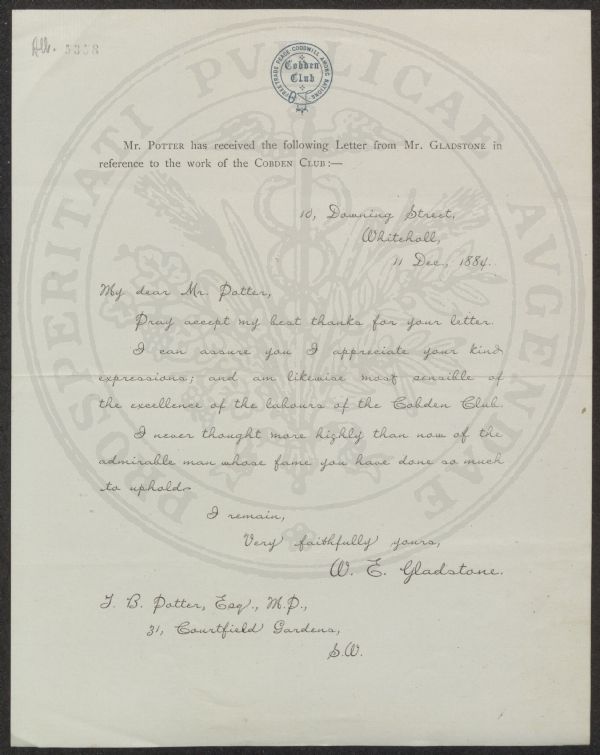 Add. 5358
FREE TRADE·PEACE·GOODWILL AMONG NATIONS
Cobden
Club
PROSPERITATI PUBLICAE AVGENDAE
Mr. POTTER has received the following Letter from Mr. GLADSTONE in
reference to the work of the COBDEN CLUB:—
10, Downing Street,
Whitehall,
11 Dec., 1884.
My dear Mr. Potter,
Pray accept my best thanks for your letter.
I can assure you I appreciate your kind
expressions; and am likewise most sensible of
the excellence of the labours of the Cobden Club.
I never thought more highly than now of the
admirable man whose fame you have done so much
to uphold.
I remain,
Very faithfully yours,
W. E. Gladstone.
T. B. Potter, Esq., M.P.,
31, Courtfield Gardens,
S.W.